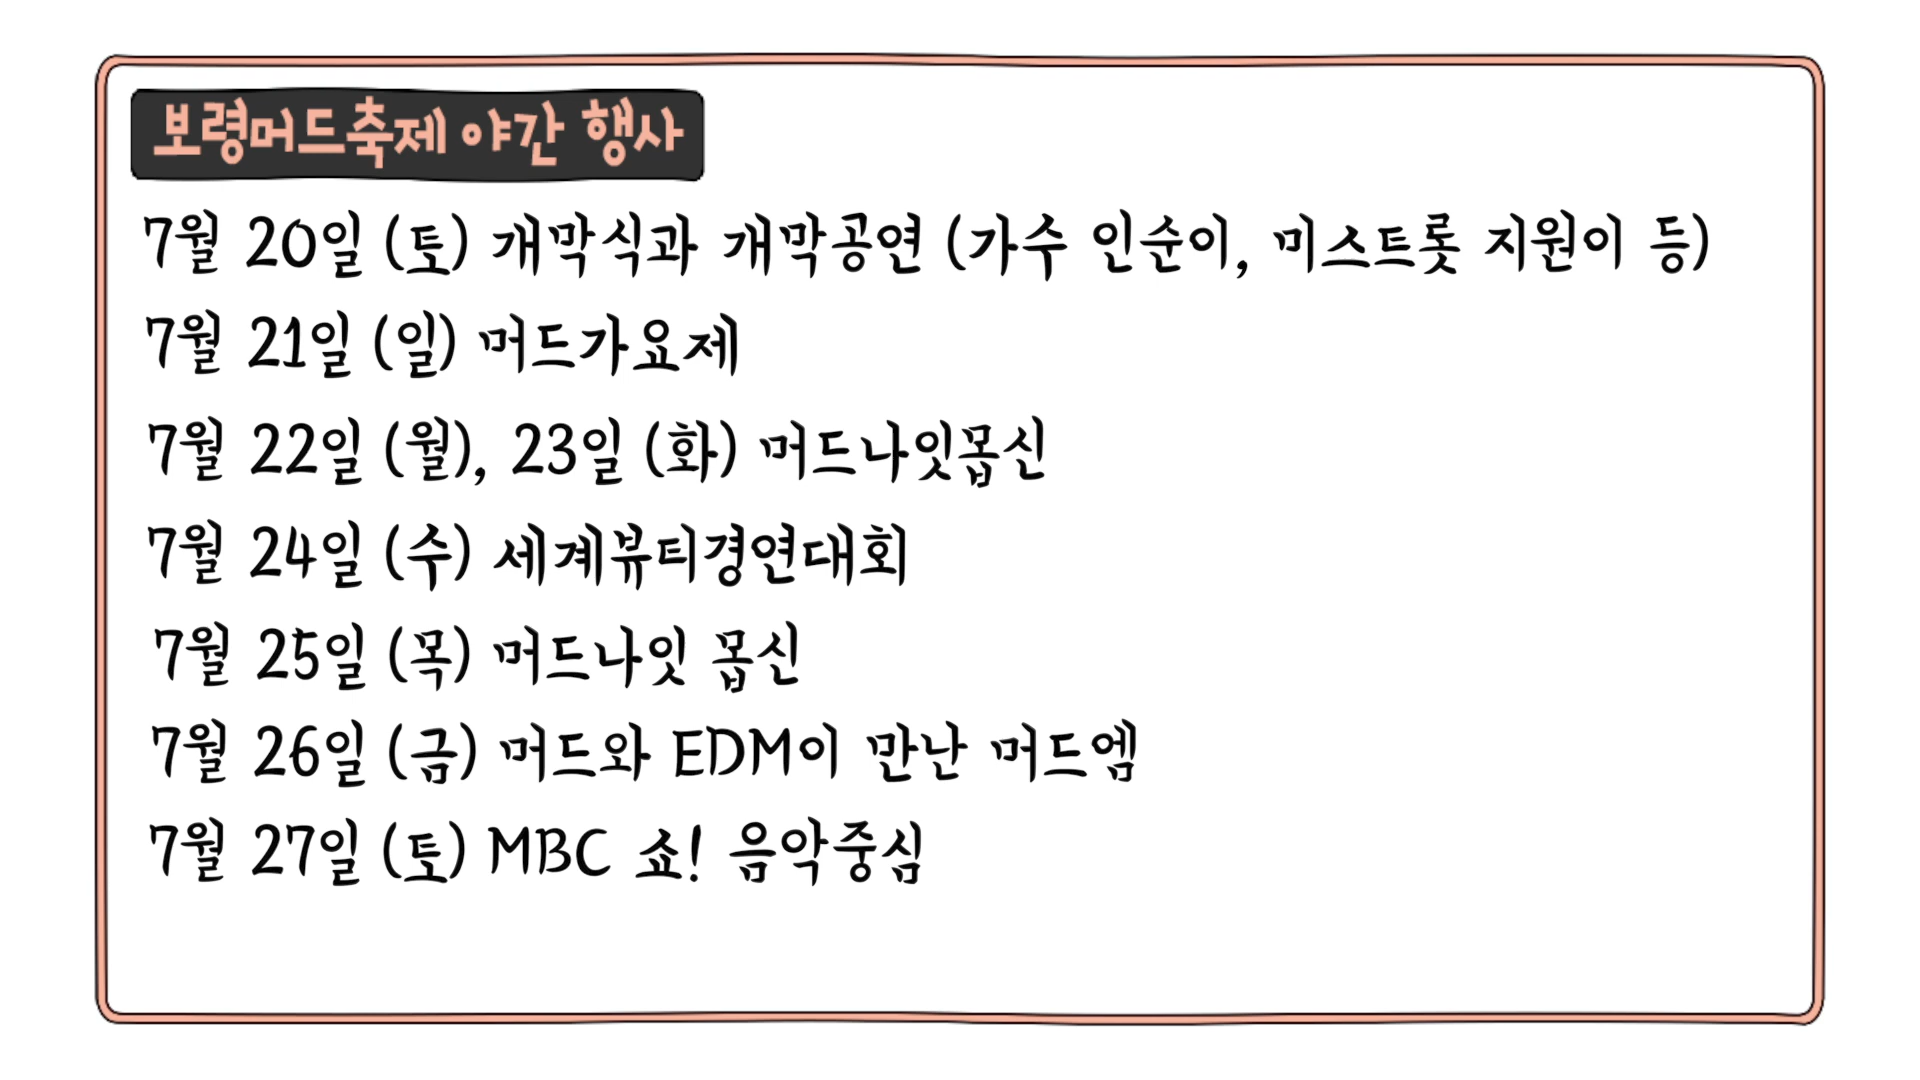 보령머드축제 야간 행사
7월 20일 (토) 개막식과 개막공연 (가수 인순이, 미스트롯 지원이 등)
7월 21일 (일) 머드가요제
7월 22일 (월), 23일 (화) 머드나잇몹신
7월 24일 (수) 세계뷰티경연대회
7월 25일 (목) 머드나잇 몹신
7월 26일 (금) 머드와 EDM이 만난 머드엠
7월 27일 (토) MBC 쇼! 음악중심